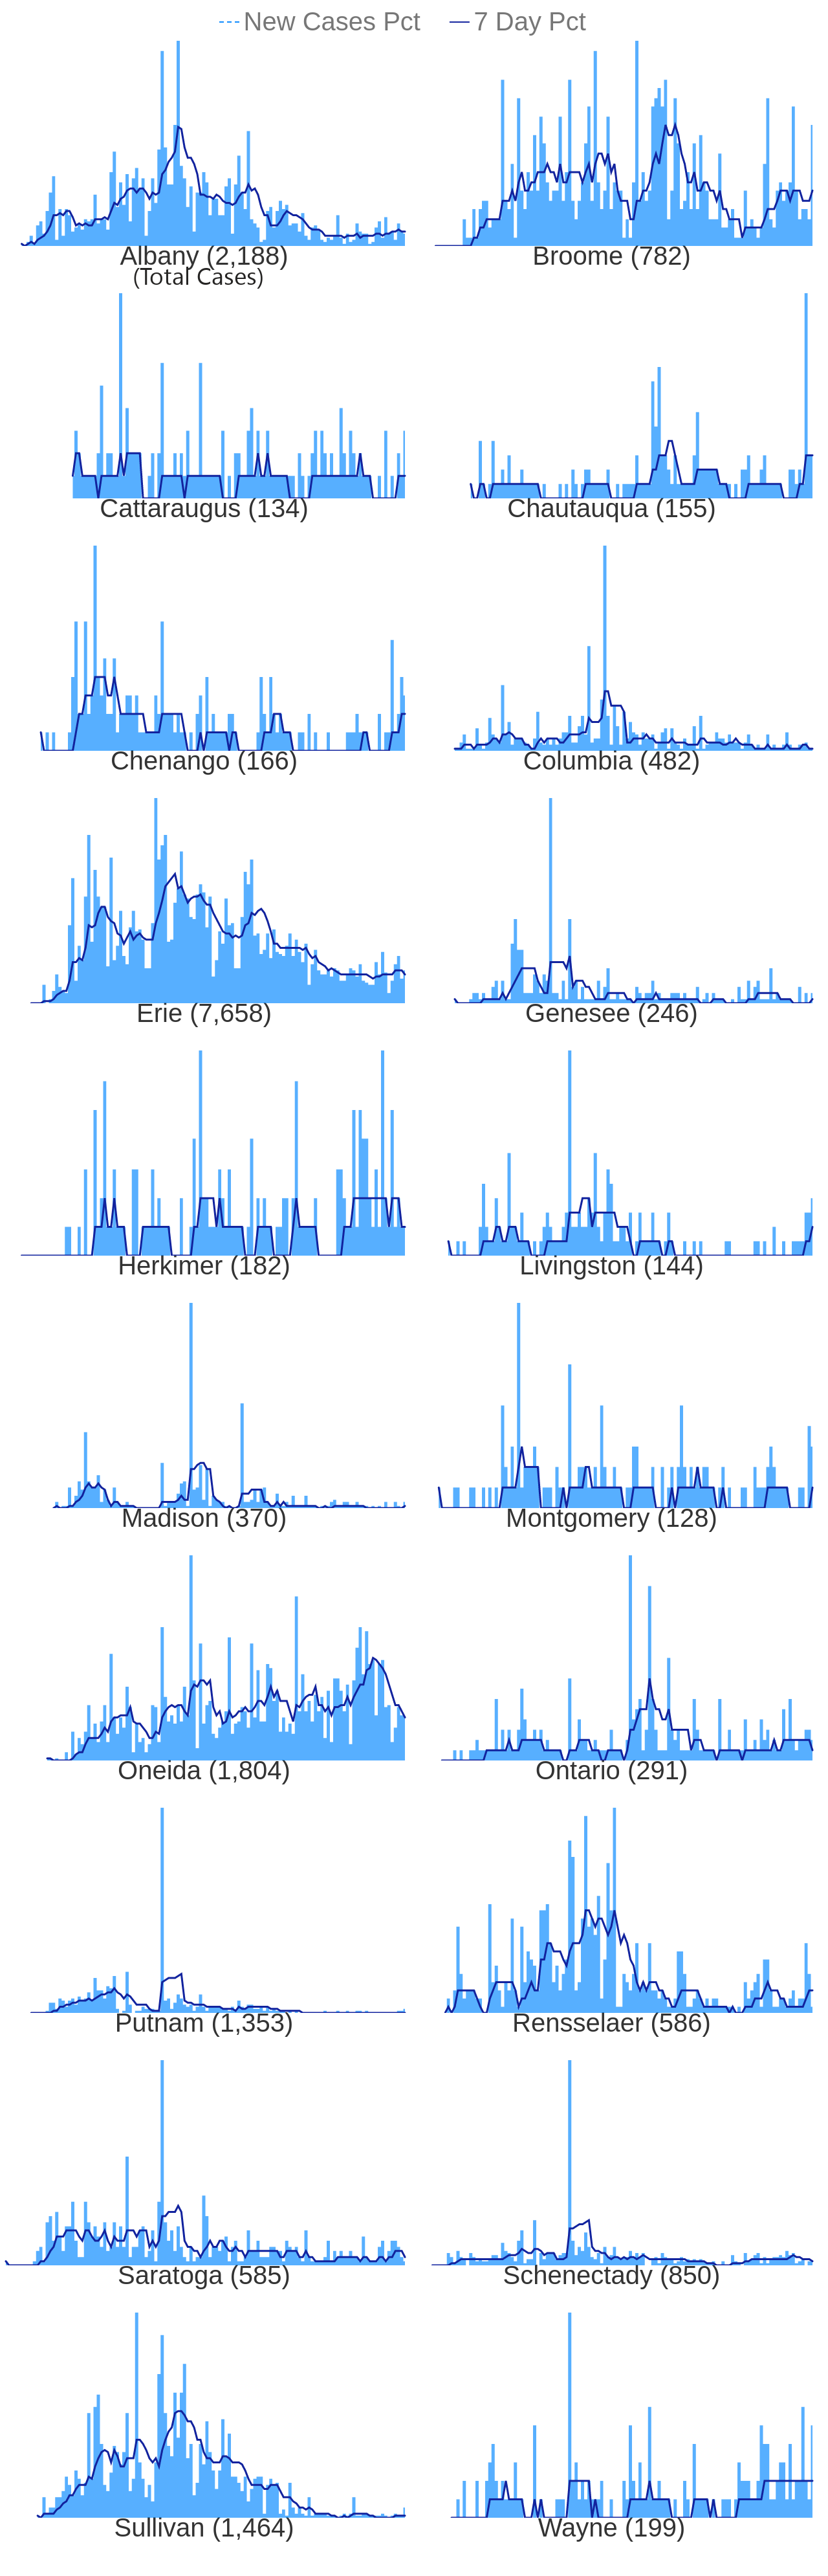 New Cases Pct 7 Day Pct
Albany (2,188) Broome (782)
(Total Cases)
Cattaraugus (134) Chautauqua (155)
Chenango (166) Columbia (482)
Erie (7,658) Genesee (246)
Herkimer (182) Livingston (144)
Madison (370) Montgomery (128)
Oneida (1,804) Ontario (291)
Putnam (1,353) Rensselaer (586)
Saratoga (585) Schenectady (850)
Sullivan (1,464) Wayne (199)